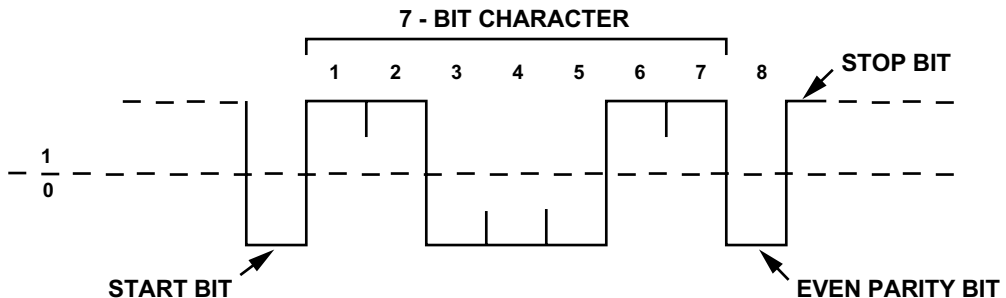 7 - BIT CHARACTER
1 2 3 4 5 6 7 8
STOP BIT
1
0
START BIT
EVEN PARITY BIT